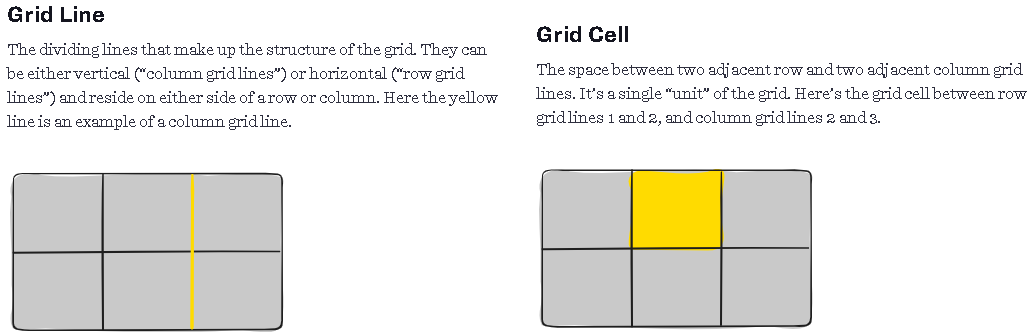 Grid Line
The dividing lines that make up the structure of the grid. They can
be either vertical (“column grid lines”) or horizontal (“row grid
lines”) and reside on either side of a row or column. Here the yellow
line is an example of a column grid line.
Grid Cell
The space between two adjacent row and two adjacent column grid
lines. It’s a single “unit” of the grid. Here’s the grid cell between row
grid lines 1 and 2, and column grid lines 2 and 3.